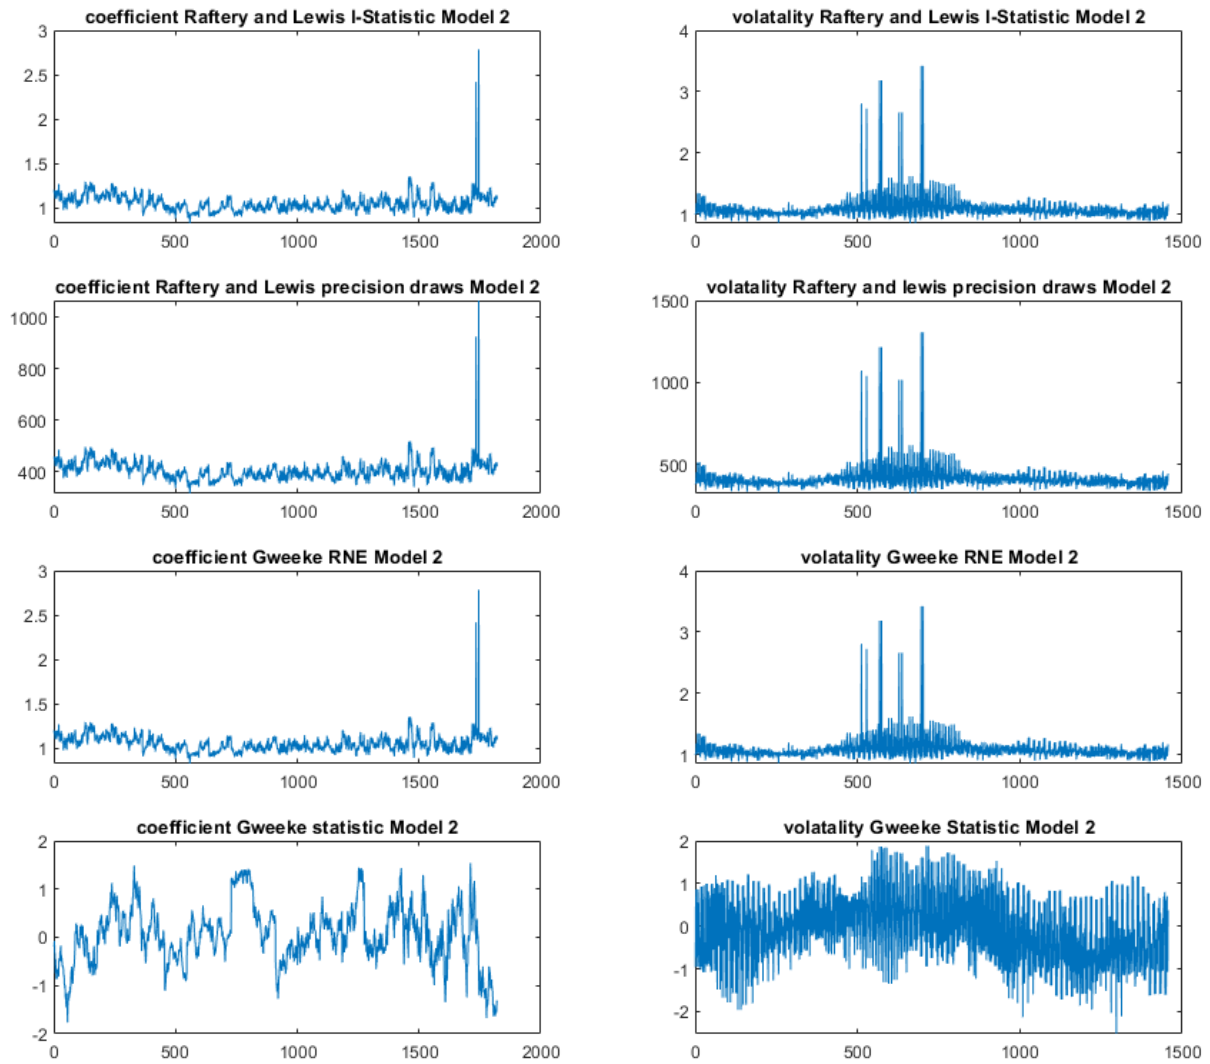 coefficient Raftery and Lewis I-Statistic Model 2
3
2.5
2
1.5
1
0 500 1000 1500 2000
volatality Raftery and Lewis I-Statistic Model 2
4
3
2
1
0 500 1000 1500
coefficient Raftery and Lewis precision draws Model 2
1000
800
600
400
0 500 1000 1500 2000
volatality Raftery and lewis precision draws Model 2
1500
1000
500
0 500 1000 1500
coefficient Gweeke RNE Model 2
3
2.5
2
1.5
1
0 500 1000 1500 2000
volatality Gweeke RNE Model 2
4
3
2
1
0 500 1000 1500
coefficient Gweeke statistic Model 2
2
1
0
-1
-2
0 500 1000 1500 2000
volatality Gweeke Statistic Model 2
2
1
0
-1
-2
0 500 1000 1500